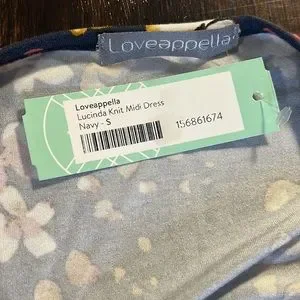 Loveappella
Loveappella
Lucinda Knit Midi Dress
Navy - S
156861674